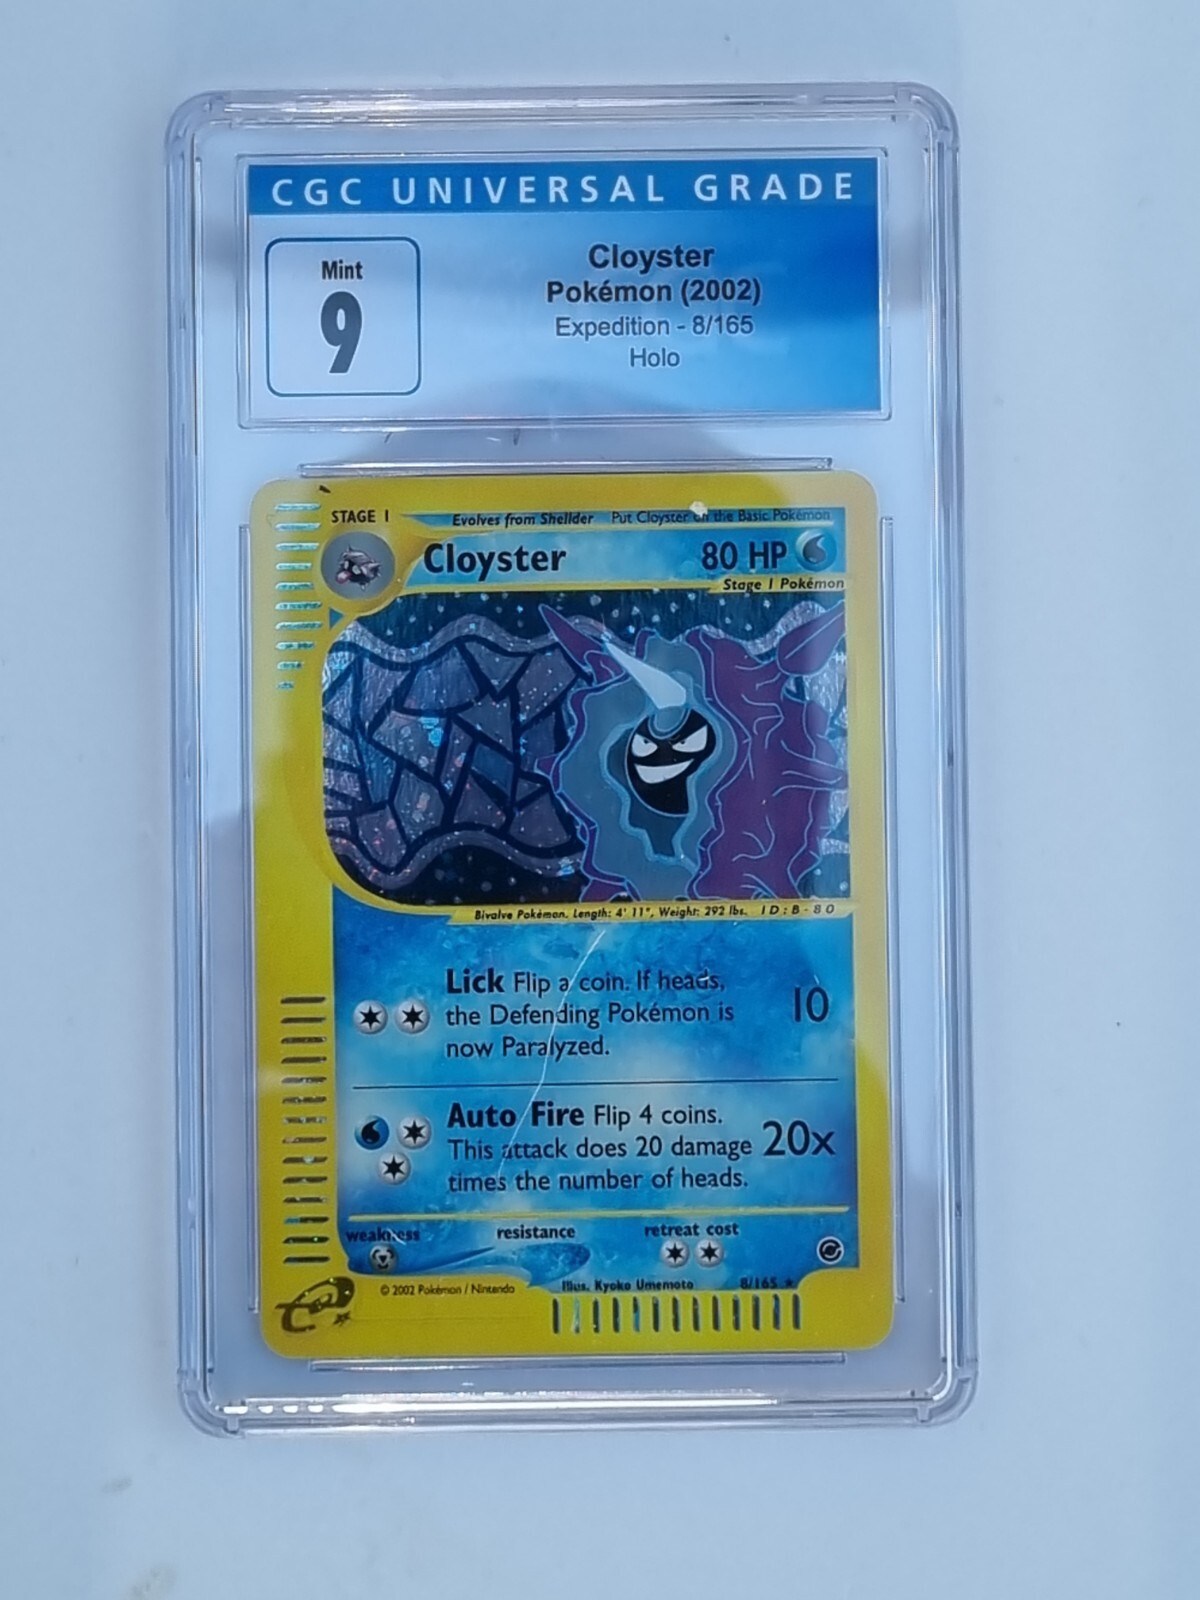 CGC UNIVERSAL GRADE
Mint
9
Cloyster
Pokémon (2002)
Expedition - 8/165
Holo
STAGE 1
Evolves from Shellder Put Cloyster on the Basic Pokémon
Cloyster 80 HP
Stage 1 Pokémon
Bivalve Pokémon. Length: 4' 11", Weight: 292 lbs. ID: B-80
Lick Flip a coin. If heads,
the Defending Pokémon is
now Paralyzed.
10
Auto Fire Flip 4 coins.
This attack does 20 damage
times the number of heads.
20x
weakness resistance retreat cost
© 2002 Pokémon / Nintendo Illus. Kyoko Umemoto 8/165 ★